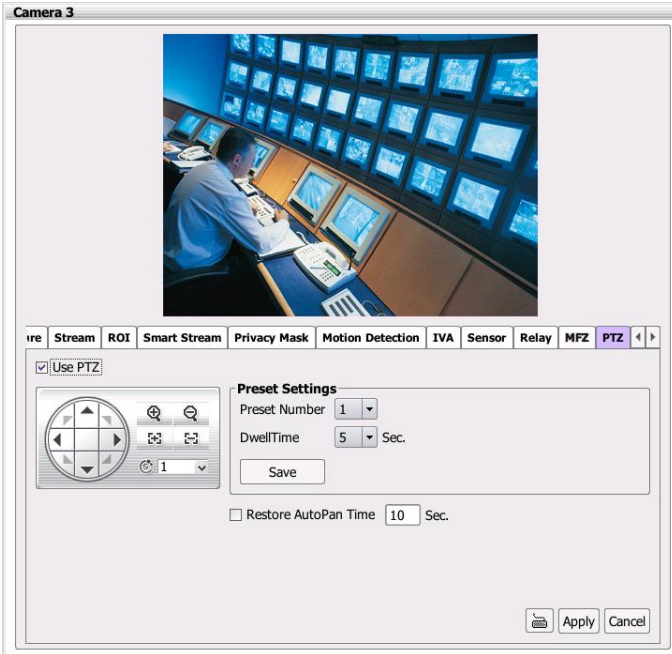 Camera 3
ure Stream ROI Smart Stream Privacy Mask Motion Detection IVA Sensor Relay MFZ PTZ
Use PTZ
Preset Settings
Preset Number 1
DwellTime 5 Sec.
1
Save
Restore AutoPan Time 10 Sec.
Apply Cancel